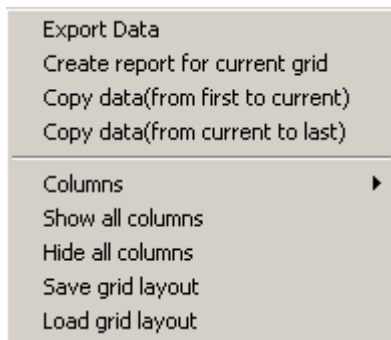 Export Data
Create report for current grid
Copy data(from first to current)
Copy data(from current to last)
Columns
Show all columns
Hide all columns
Save grid layout
Load grid layout